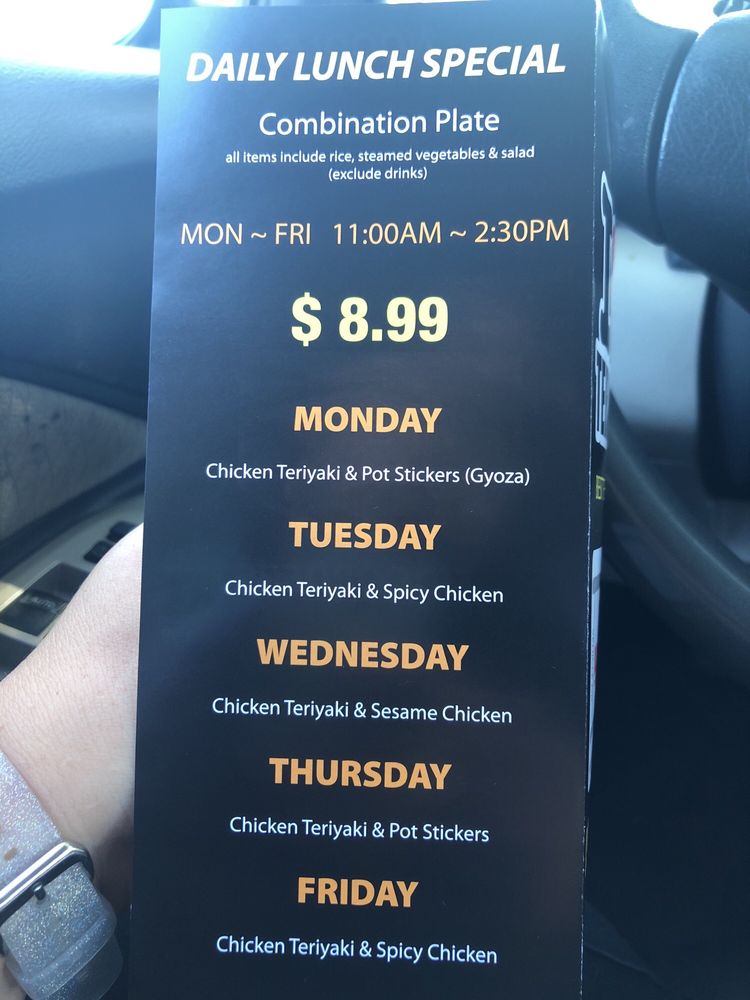 DAILY LUNCH SPECIAL
Combination Plate
all items include rice, steamed vegetables & salad
(exclude drinks)
MON ~ FRI 11:00AM ~ 2:30PM
$ 8.99
MONDAY
Chicken Teriyaki & Pot Stickers (Gyoza)
TUESDAY
Chicken Teriyaki & Spicy Chicken
WEDNESDAY
Chicken Teriyaki & Sesame Chicken
THURSDAY
Chicken Teriyaki & Pot Stickers
FRIDAY
Chicken Teriyaki & Spicy Chicken